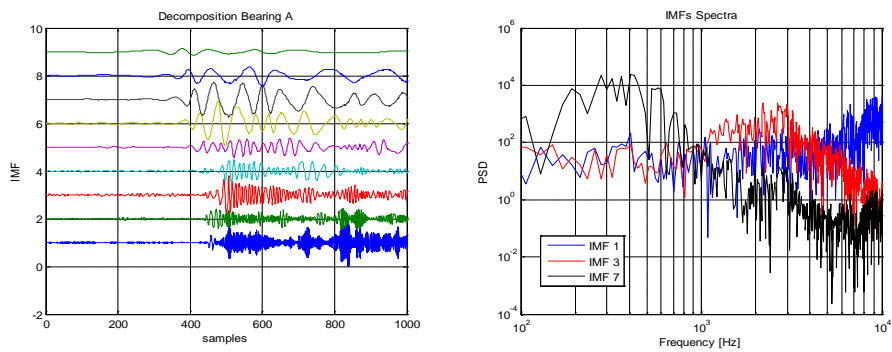 Decomposition Bearing A
IMF
10
8
6
4
2
0
-2
0 200 400 600 800 1000
samples
IMFs Spectra
PSD
10^6
10^4
10^2
10^0
10^-2
10^-4
IMF 1
IMF 3
IMF 7
10^2 10^3 10^4
Frequency [Hz]